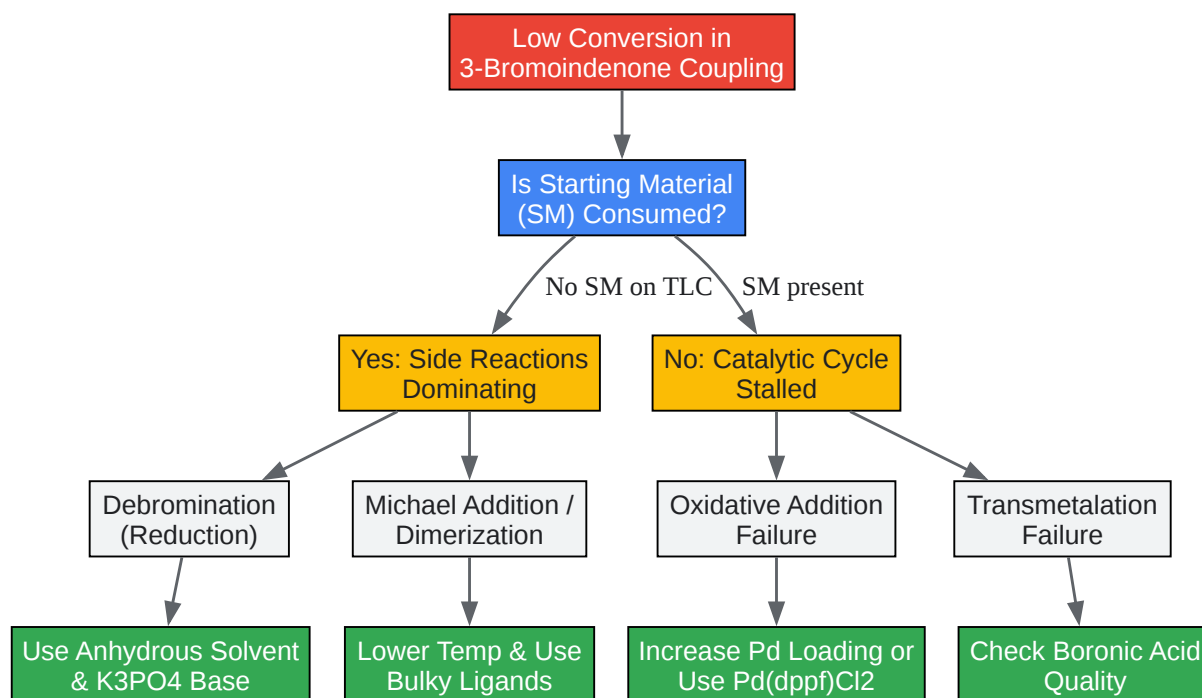 Low Conversion in
3-Bromoindenone Coupling
Is Starting Material
(SM) Consumed?
No SM on TLC
SM present
Yes: Side Reactions
Dominating
No: Catalytic Cycle
Stalled
Debromination
(Reduction)
Michael Addition /
Dimerization
Oxidative Addition
Failure
Transmetalation
Failure
Use Anhydrous Solvent
& K3PO4 Base
Lower Temp & Use
Bulky Ligands
Increase Pd Loading or
Use Pd(dppf)Cl2
Check Boronic Acid
Quality